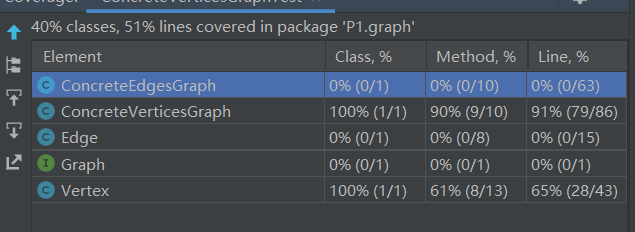 ConcreteVerticesGraphTest
40% classes, 51% lines covered in package 'P1.graph'
Element Class, % Method, % Line, %
ConcreteEdgesGraph 0% (0/1) 0% (0/10) 0% (0/63)
ConcreteVerticesGraph 100% (1/1) 90% (9/10) 91% (79/86)
Edge 0% (0/1) 0% (0/8) 0% (0/15)
Graph 0% (0/1) 0% (0/1) 0% (0/1)
Vertex 100% (1/1) 61% (8/13) 65% (28/43)